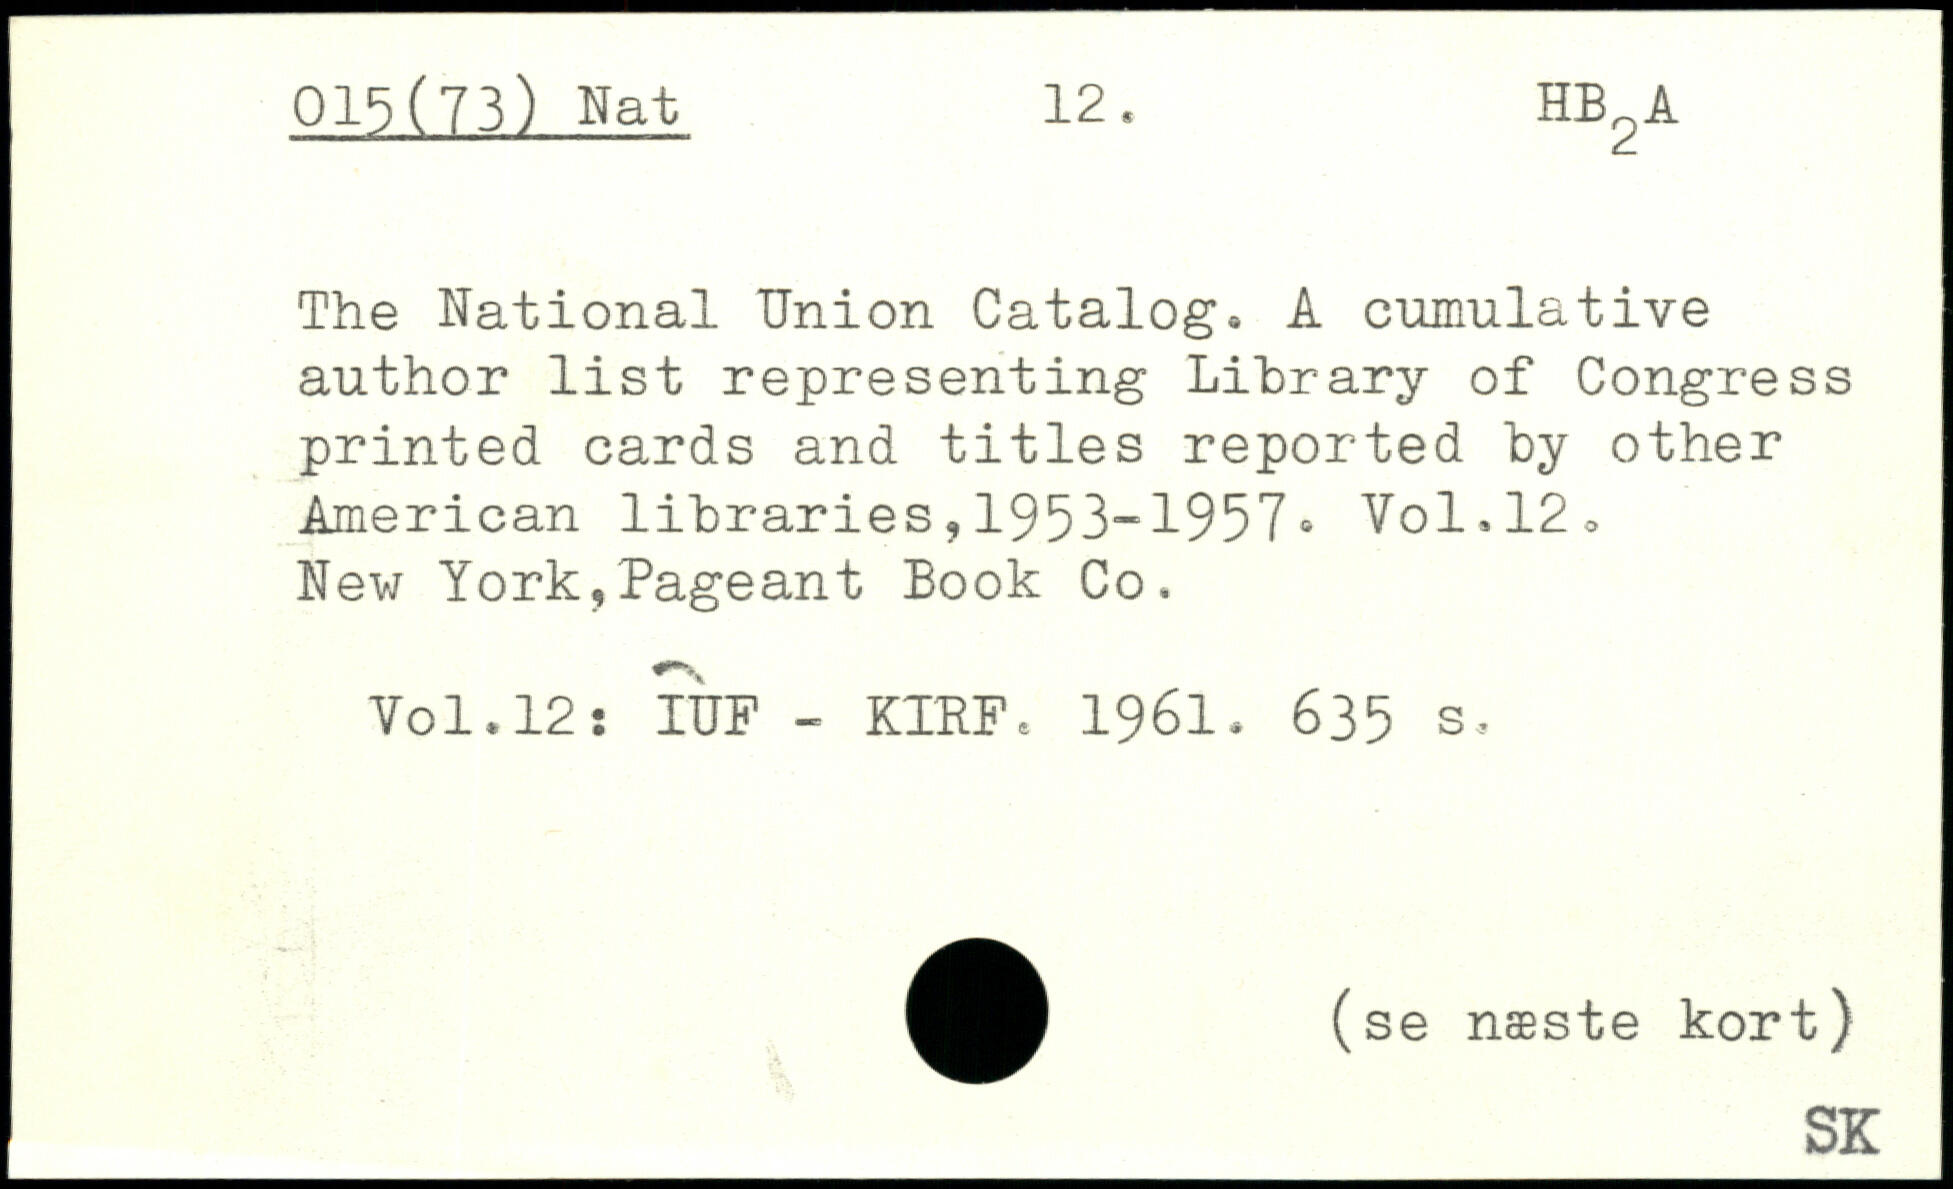 015(73) Nat 12. HB₂A
The National Union Catalog. A cumulative
author list representing Library of Congress
printed cards and titles reported by other
American libraries,1953-1957. Vol.12.
New York,Pageant Book Co.
Vol.12: I͡UF - KIRF. 1961. 635 s.
(se næste kort)
SK